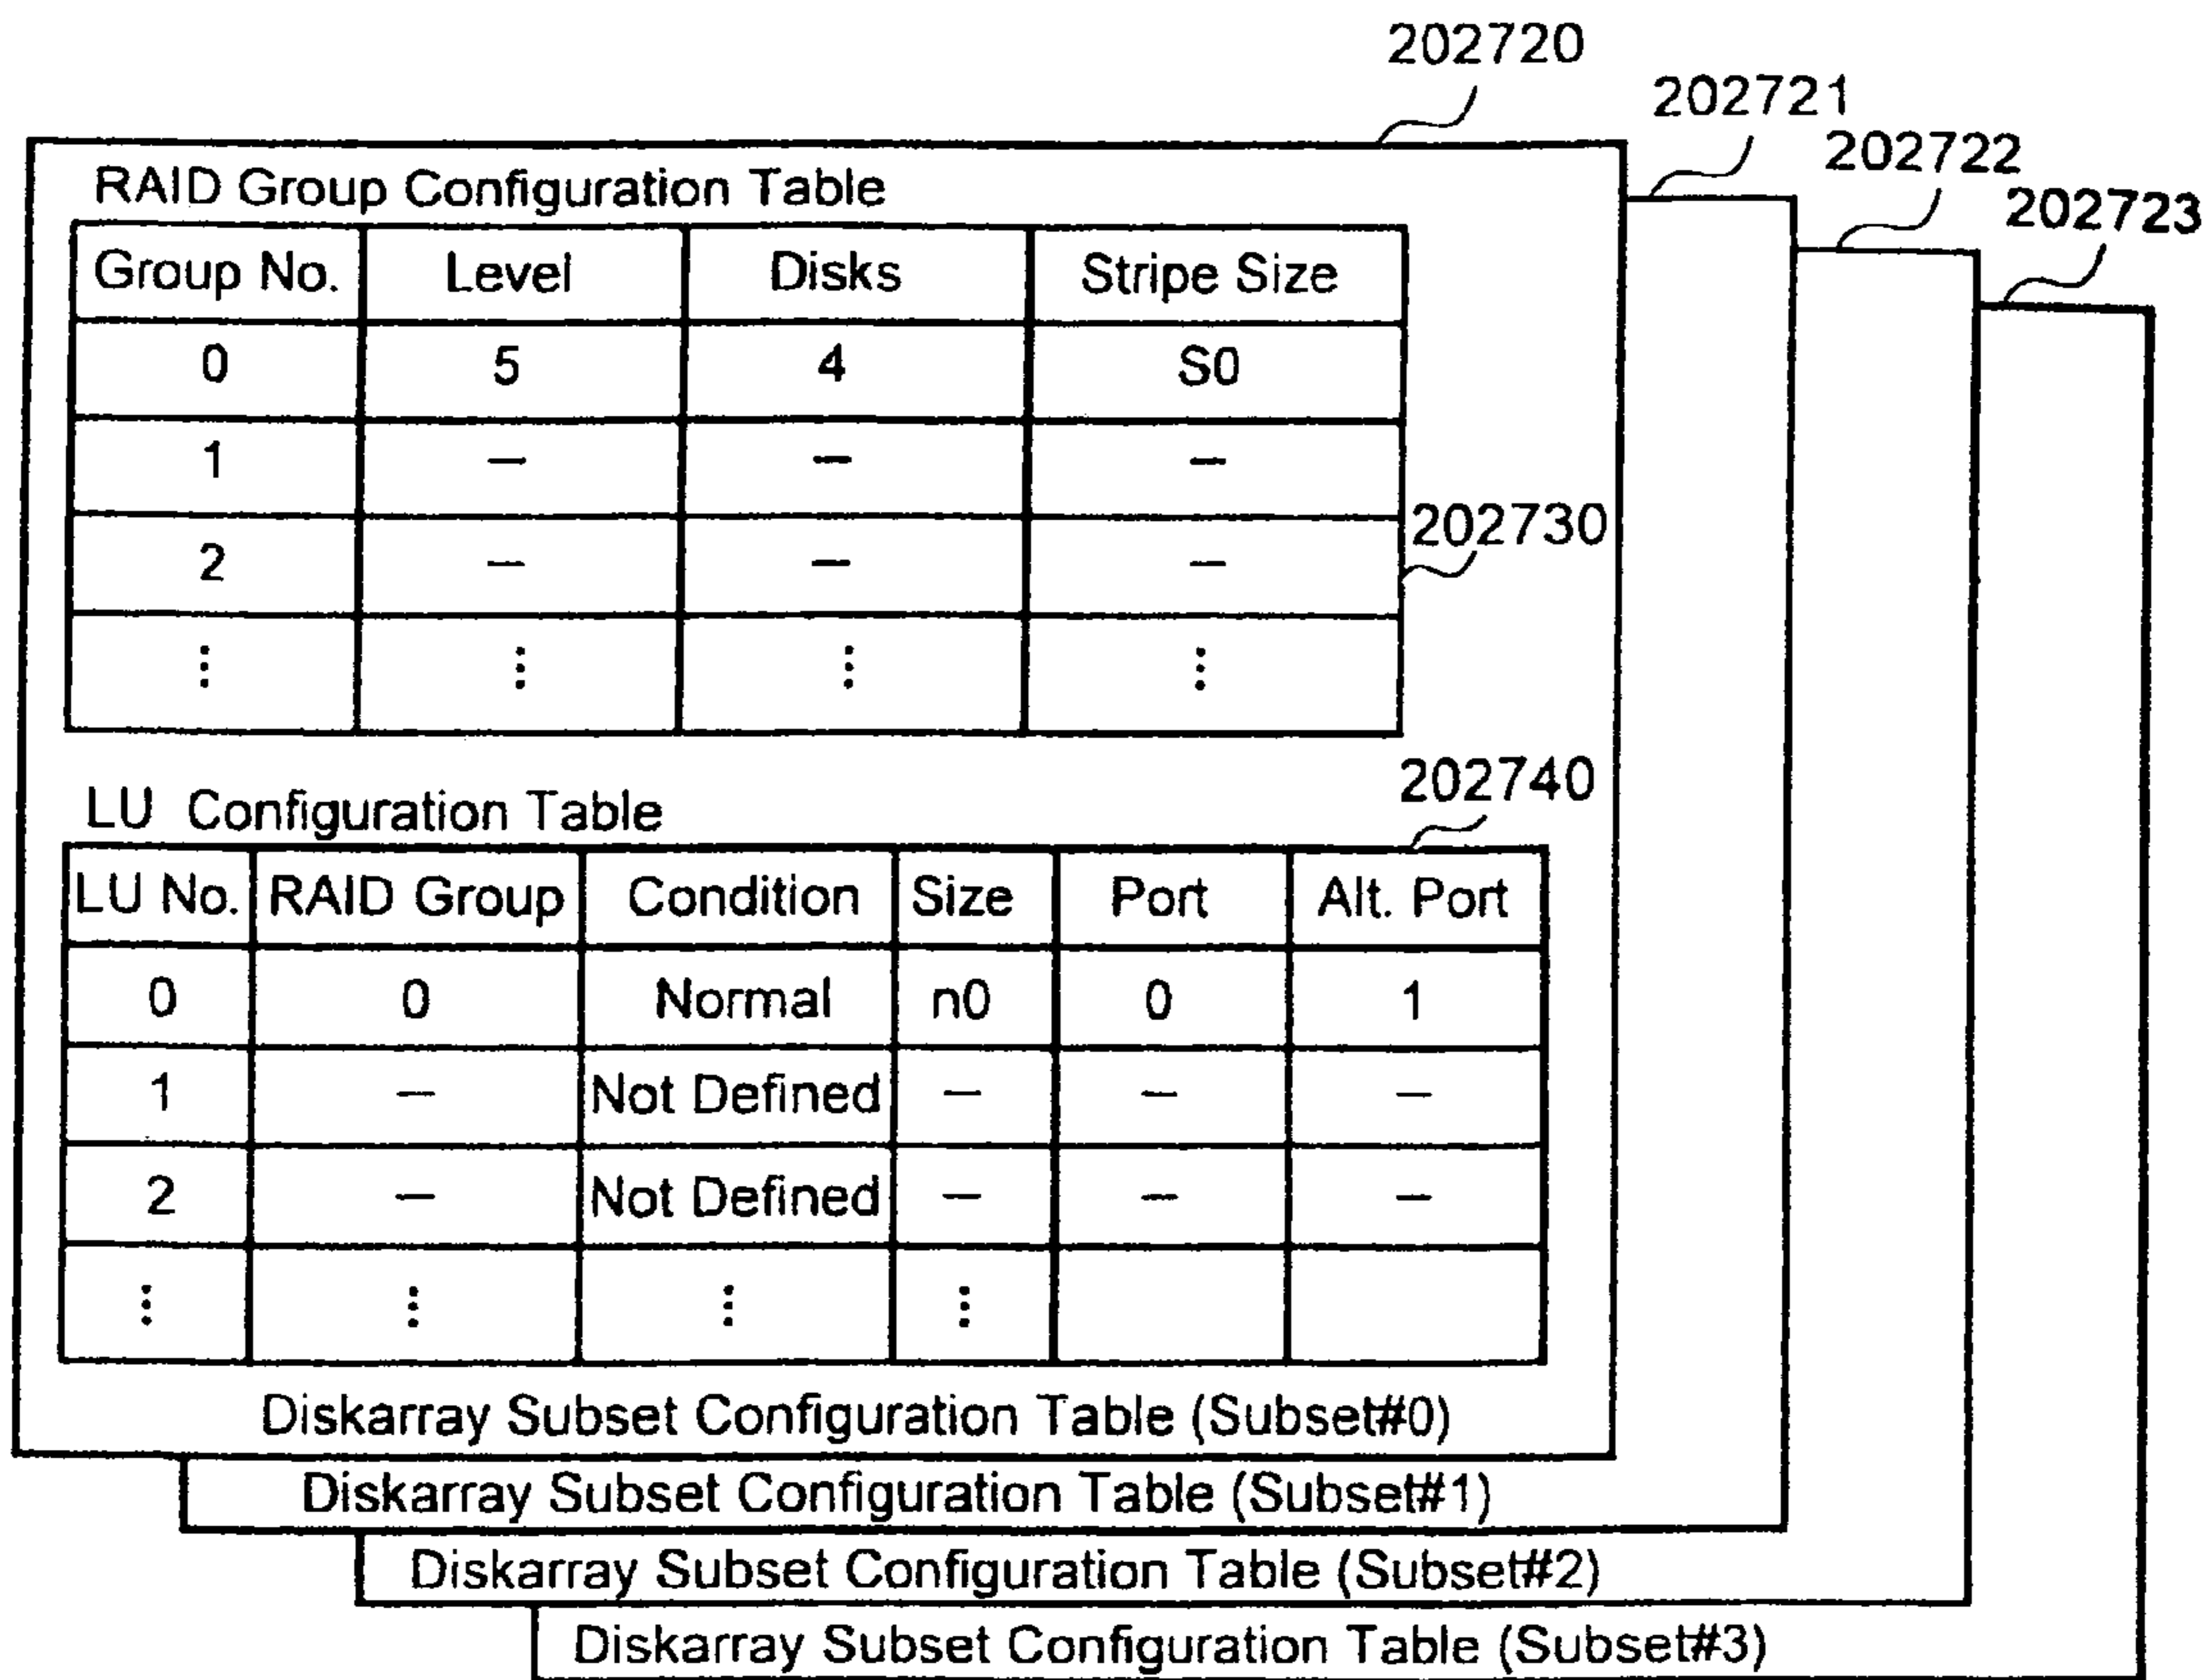 202720
202721
202722
202723
RAID Group Configuration Table
Group No. Level Disks Stripe Size
0 5 4 S0
1 – – –
2 – – –
⋮ ⋮ ⋮ ⋮
202730
LU Configuration Table
202740
LU No. RAID Group Condition Size Port Alt. Port
0 0 Normal n0 0 1
1 – Not Defined – – –
2 – Not Defined – – –
⋮ ⋮ ⋮ ⋮
Diskarray Subset Configuration Table (Subset#0)
Diskarray Subset Configuration Table (Subset#1)
Diskarray Subset Configuration Table (Subset#2)
Diskarray Subset Configuration Table (Subset#3)